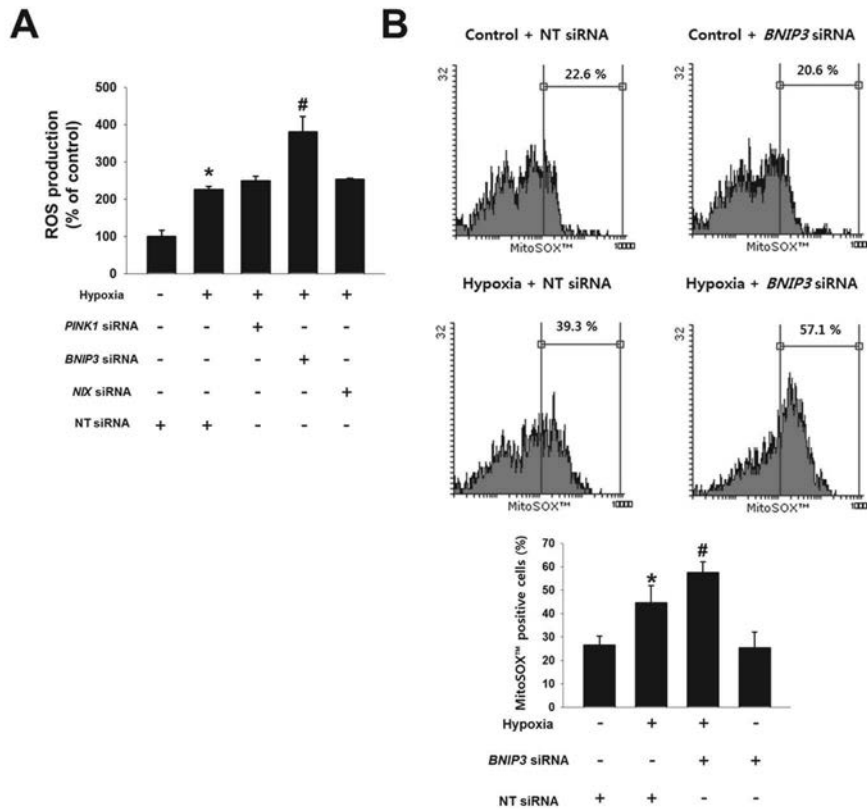 A
ROS production
(% of control)
500
400
300
200
100
0
*
#
Hypoxia - + + + +
PINK1 siRNA - - + - -
BNIP3 siRNA - - - + -
NIX siRNA - - - - +
NT siRNA + + - - -
B
Control + NT siRNA
32
22.6 %
MitoSOX™
1000
Control + BNIP3 siRNA
32
20.6 %
MitoSOX™
1000
Hypoxia + NT siRNA
32
39.3 %
MitoSOX™
Hypoxia + BNIP3 siRNA
32
57.1 %
MitoSOX™
1000
MitoSOX™ positive cells (%)
70
60
50
40
30
20
10
0
*
#
Hypoxia - + + -
BNIP3 siRNA - - + +
NT siRNA + + - -